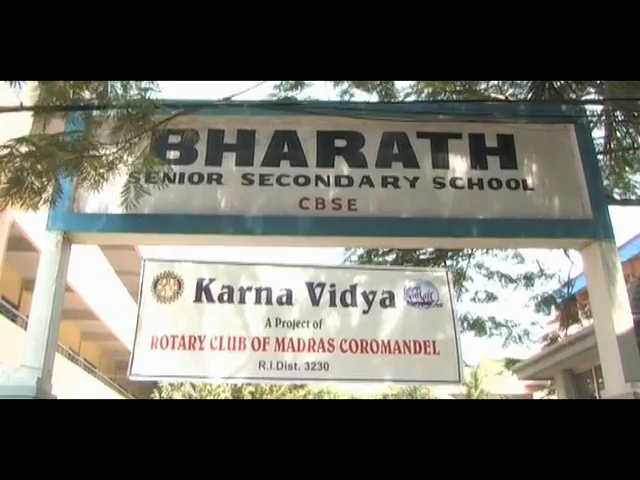 BHARATH
SENIOR SECONDARY SCHOOL
CBSE
Karna Vidya
A Project of
ROTARY CLUB OF MADRAS COROMANDEL
R.I.Dist. 3230